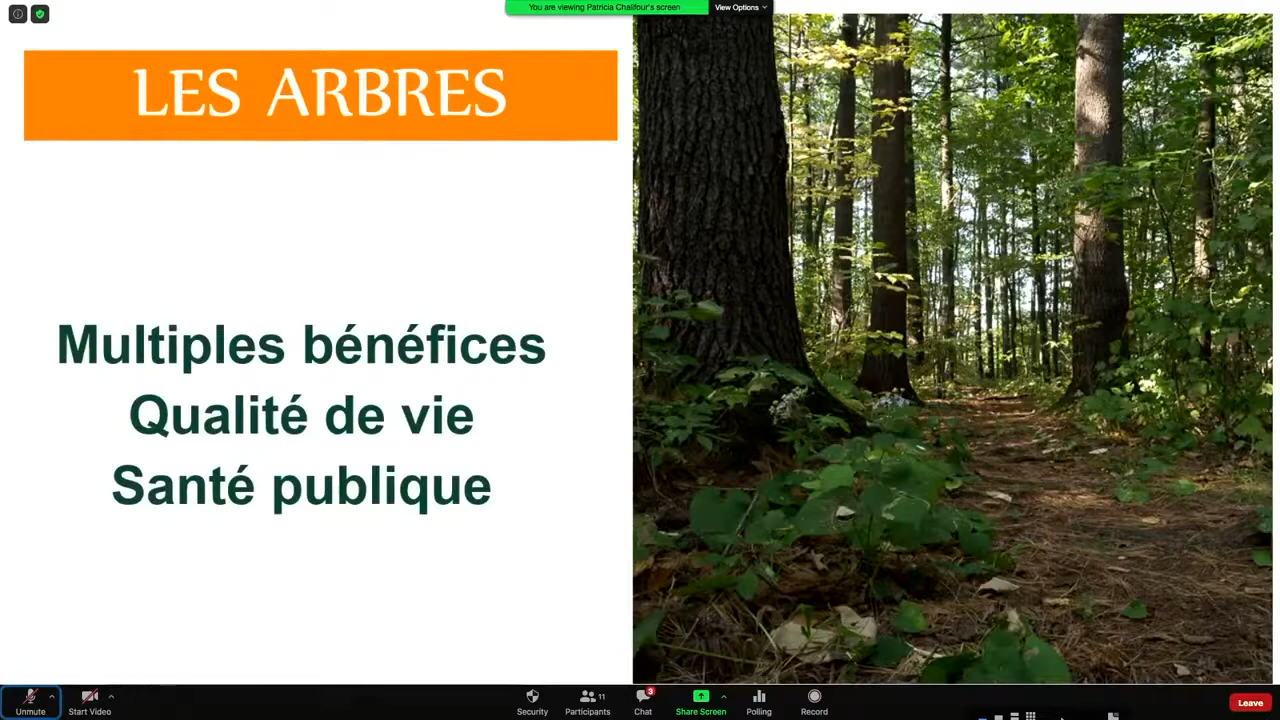 You are viewing Patricia Chalifour's screen
View Options
LES ARBRES
Multiples bénéfices
Qualité de vie
Santé publique
Unmute
Start Video
Security
Participants
11
Chat
3
Share Screen
Polling
Record
Leave